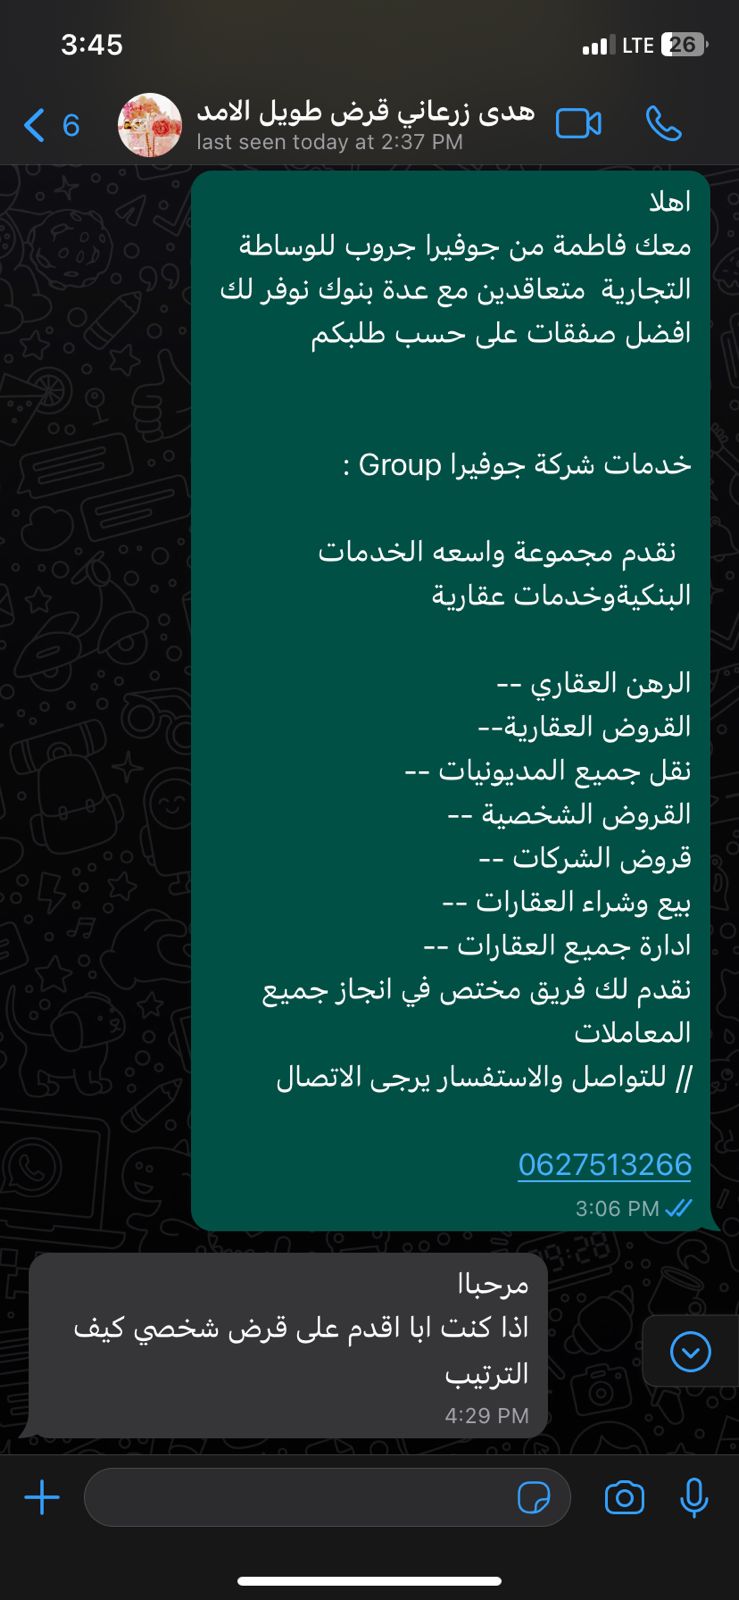 3:45
LTE 26
6
هدى زرعاني قرض طويل الامد
last seen today at 2:37 PM
اهلا
معك فاطمة من جوفيرا جروب للوساطة
التجارية متعاقدين مع عدة بنوك نوفر لك
افضل صفقات على حسب طلبكم
خدمات شركة جوفيرا Group :
نقدم مجموعة واسعه الخدمات
البنكيةوخدمات عقارية
الرهن العقاري --
القروض العقارية--
نقل جميع المديونيات --
القروض الشخصية --
قروض الشركات --
بيع وشراء العقارات --
ادارة جميع العقارات --
نقدم لك فريق مختص في انجاز جميع
المعاملات
// للتواصل والاستفسار يرجى الاتصال
0627513266
3:06 PM
مرحباا
اذا كنت ابا اقدم على قرض شخصي كيف
الترتيب
4:29 PM